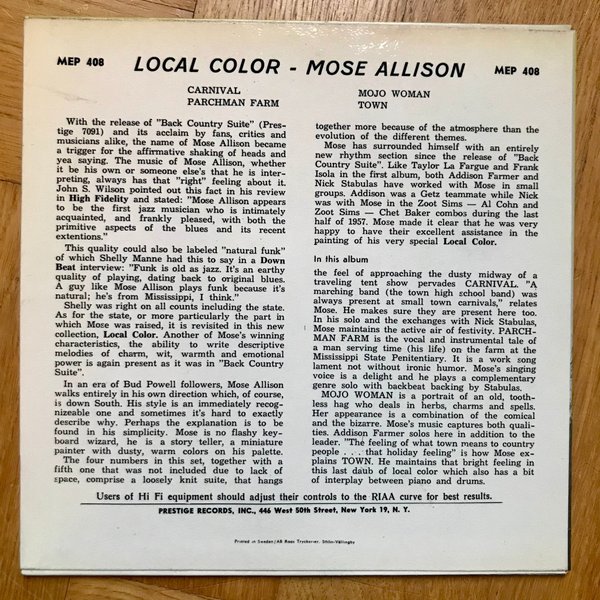 MEP 408
LOCAL COLOR - MOSE ALLISON
MEP 408
CARNIVAL
PARCHMAN FARM
MOJO WOMAN
TOWN
With the release of "Back Country Suite" (Pres-
tige 7091) and its acclaim by fans, critics and
musicians alike, the name of Mose Allison became
a trigger for the affirmative shaking of heads and
yea saying. The music of Mose Allison, whether
it be his own or someone else's that he is inter-
preting, always has that "right" feeling about it.
John S. Wilson pointed out this fact in his review
in High Fidelity and stated: "Mose Allison appears
to be the first jazz musician who is intimately
acquainted, and frankly pleased, with both the
primitive aspects of the blues and its recent
extentions."
This quality could also be labeled "natural funk"
of which Shelly Manne had this to say in a Down
Beat interview: "Funk is old as jazz. It's an earthy
quality of playing, dating back to original blues.
A guy like Mose Allison plays funk because it's
natural; he's from Mississippi, I think."
Shelly was right on all counts including the state.
As for the state, or more particularly the part in
which Mose was raised, it is revisited in this new
collection, Local Color. Another of Mose's winning
characteristics, the ability to write descriptive
melodies of charm, wit, warmth and emotional
power is again present as it was in "Back Country
Suite".
In an era of Bud Powell followers, Mose Allison
walks entirely in his own direction which, of course,
is down South. His style is an immediately recog-
nizeable one and sometimes it's hard to exactly
describe why. Perhaps the explanation is to be
found in his simplicity. Mose is no flashy key-
board wizard, he is a story teller, a miniature
painter with dusty, warm colors on his palette.
The four numbers in this set, together with a
fifth one that was not included due to lack of
space, comprise a loosely knit suite, that hangs
together more because of the atmosphere than the
evolution of the different themes.
Mose has surrounded himself with an entirely
new rhythm section since the release of "Back
Country Suite". Like Taylor La Fargue and Frank
Isola in the first album, both Addison Farmer and
Nick Stabulas have worked with Mose in small
groups. Addison was a Getz teammate while Nick
was with Mose in the Zoot Sims — Al Cohn and
Zoot Sims — Chet Baker combos during the last
half of 1957. Mose made it clear that he was very
happy to have their excellent assistance in the
painting of his very special Local Color.
In this album
the feel of approaching the dusty midway of a
traveling tent show pervades CARNIVAL. "A
marching band (the town high school band) was
always present at small town carnivals," relates
Mose. He makes sure they are present here too.
In his solo and the exchanges with Nick Stabulas,
Mose maintains the active air of festivity. PARCH-
MAN FARM is the vocal and instrumental tale of
a man serving time (his life) on the farm at the
Mississippi State Penitentiary. It is a work song
lament not without ironic humor. Mose's singing
voice is a delight and he plays a complementary
genre solo with backbeat backing by Stabulas.
MOJO WOMAN is a portrait of an old, tooth-
less hag who deals in herbs, charms and spells.
Her appearance is a combination of the comical
and the bizarre. Mose's music captures both quali-
ties. Addison Farmer solos here in addition to the
leader. "The feeling of what town means to country
people . . . that holiday feeling" is how Mose ex-
plains TOWN. He maintains that bright feeling in
this last daub of local color which also has a bit
of interplay between piano and drums.
Users of Hi Fi equipment should adjust their controls to the RIAA curve for best results.
PRESTIGE RECORDS, INC., 446 West 50th Street, New York 19, N. Y.
Printed in Sweden/AB Roos Tryckerier, Sthlm-Vällingby